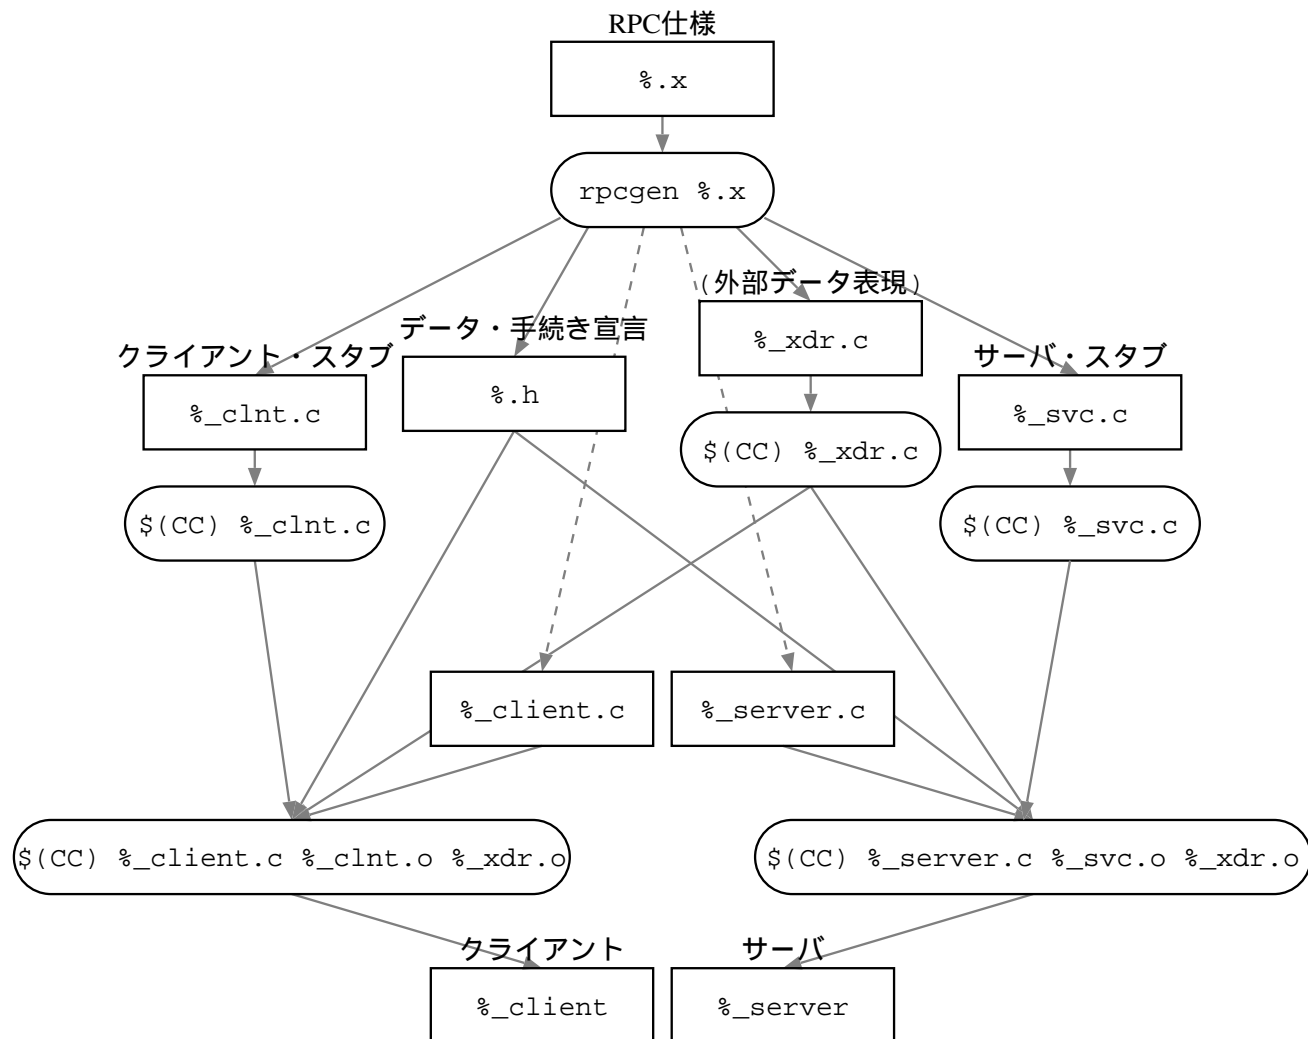 RPC仕様
%.x
rpcgen %.x
(外部データ表現)
データ・手続き宣言
%_xdr.c
クライアント・スタブ
サーバ・スタブ
%.h
%_clnt.c
%_svc.c
$(CC) %_xdr.c
$(CC) %_clnt.c
$(CC) %_svc.c
%_client.c
%_server.c
$(CC) %_client.c %_clnt.o %_xdr.o
$(CC) %_server.c %_svc.o %_xdr.o
クライアント
サーバ
%_client
%_server